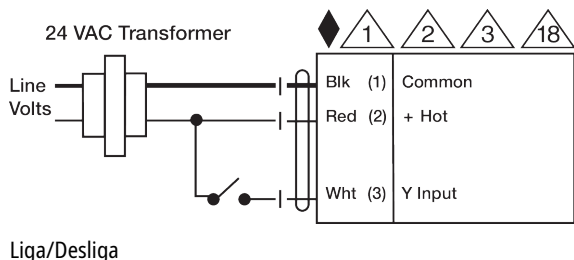 24 VAC Transformer
1 2 3 18
Line
Volts
Blk (1) Common
Red (2) + Hot
Wht (3) Y Input
Liga/Desliga